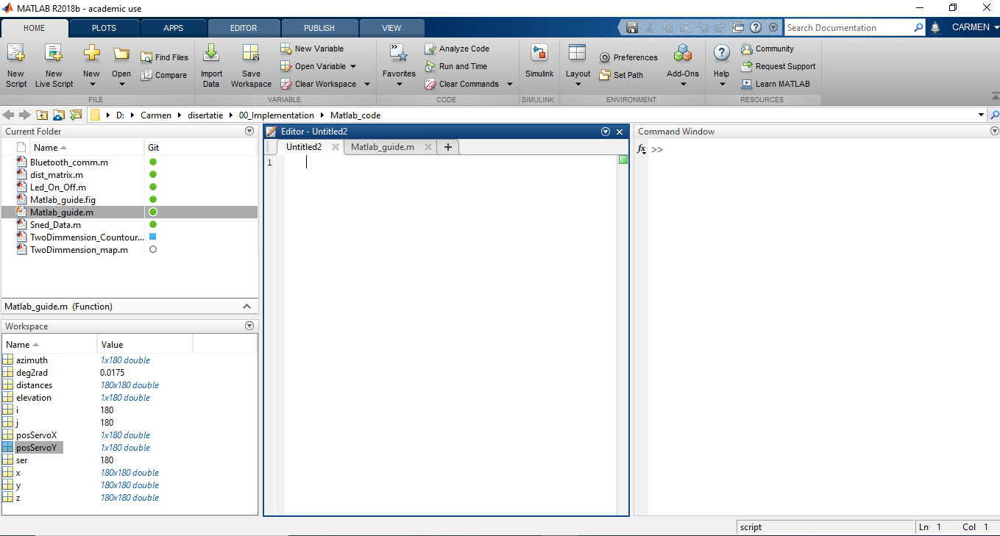 MATLAB R2018b - academic use
HOME PLOTS APPS EDITOR PUBLISH VIEW
Search Documentation
CARMEN
New Script
New Live Script
New
Open
Find Files
Compare
FILE
Import Data
Save Workspace
New Variable
Open Variable
Clear Workspace
VARIABLE
Favorites
Analyze Code
Run and Time
Clear Commands
CODE
Simulink
SIMULINK
Layout
Preferences
Set Path
Add-Ons
ENVIRONMENT
Help
Community
Request Support
Learn MATLAB
RESOURCES
D: Carmen disertatie 00_Implementation Matlab_code
Current Folder
Name Git
Bluetooth_comm.m
dist_matrix.m
Led_On_Off.m
Matlab_guide.fig
Matlab_guide.m
Sned_Data.m
TwoDimmension_Countour...
TwoDimmension_map.m
Matlab_guide.m (Function)
Workspace
Name Value
azimuth 1x180 double
deg2rad 0.0175
distances 180x180 double
elevation 1x180 double
i 180
j 180
posServoX 1x180 double
posServoY 1x180 double
ser 180
x 180x180 double
y 180x180 double
z 180x180 double
Editor - Untitled2
Untitled2 Matlab_guide.m +
1
Command Window
fx >>
script Ln 1 Col 1